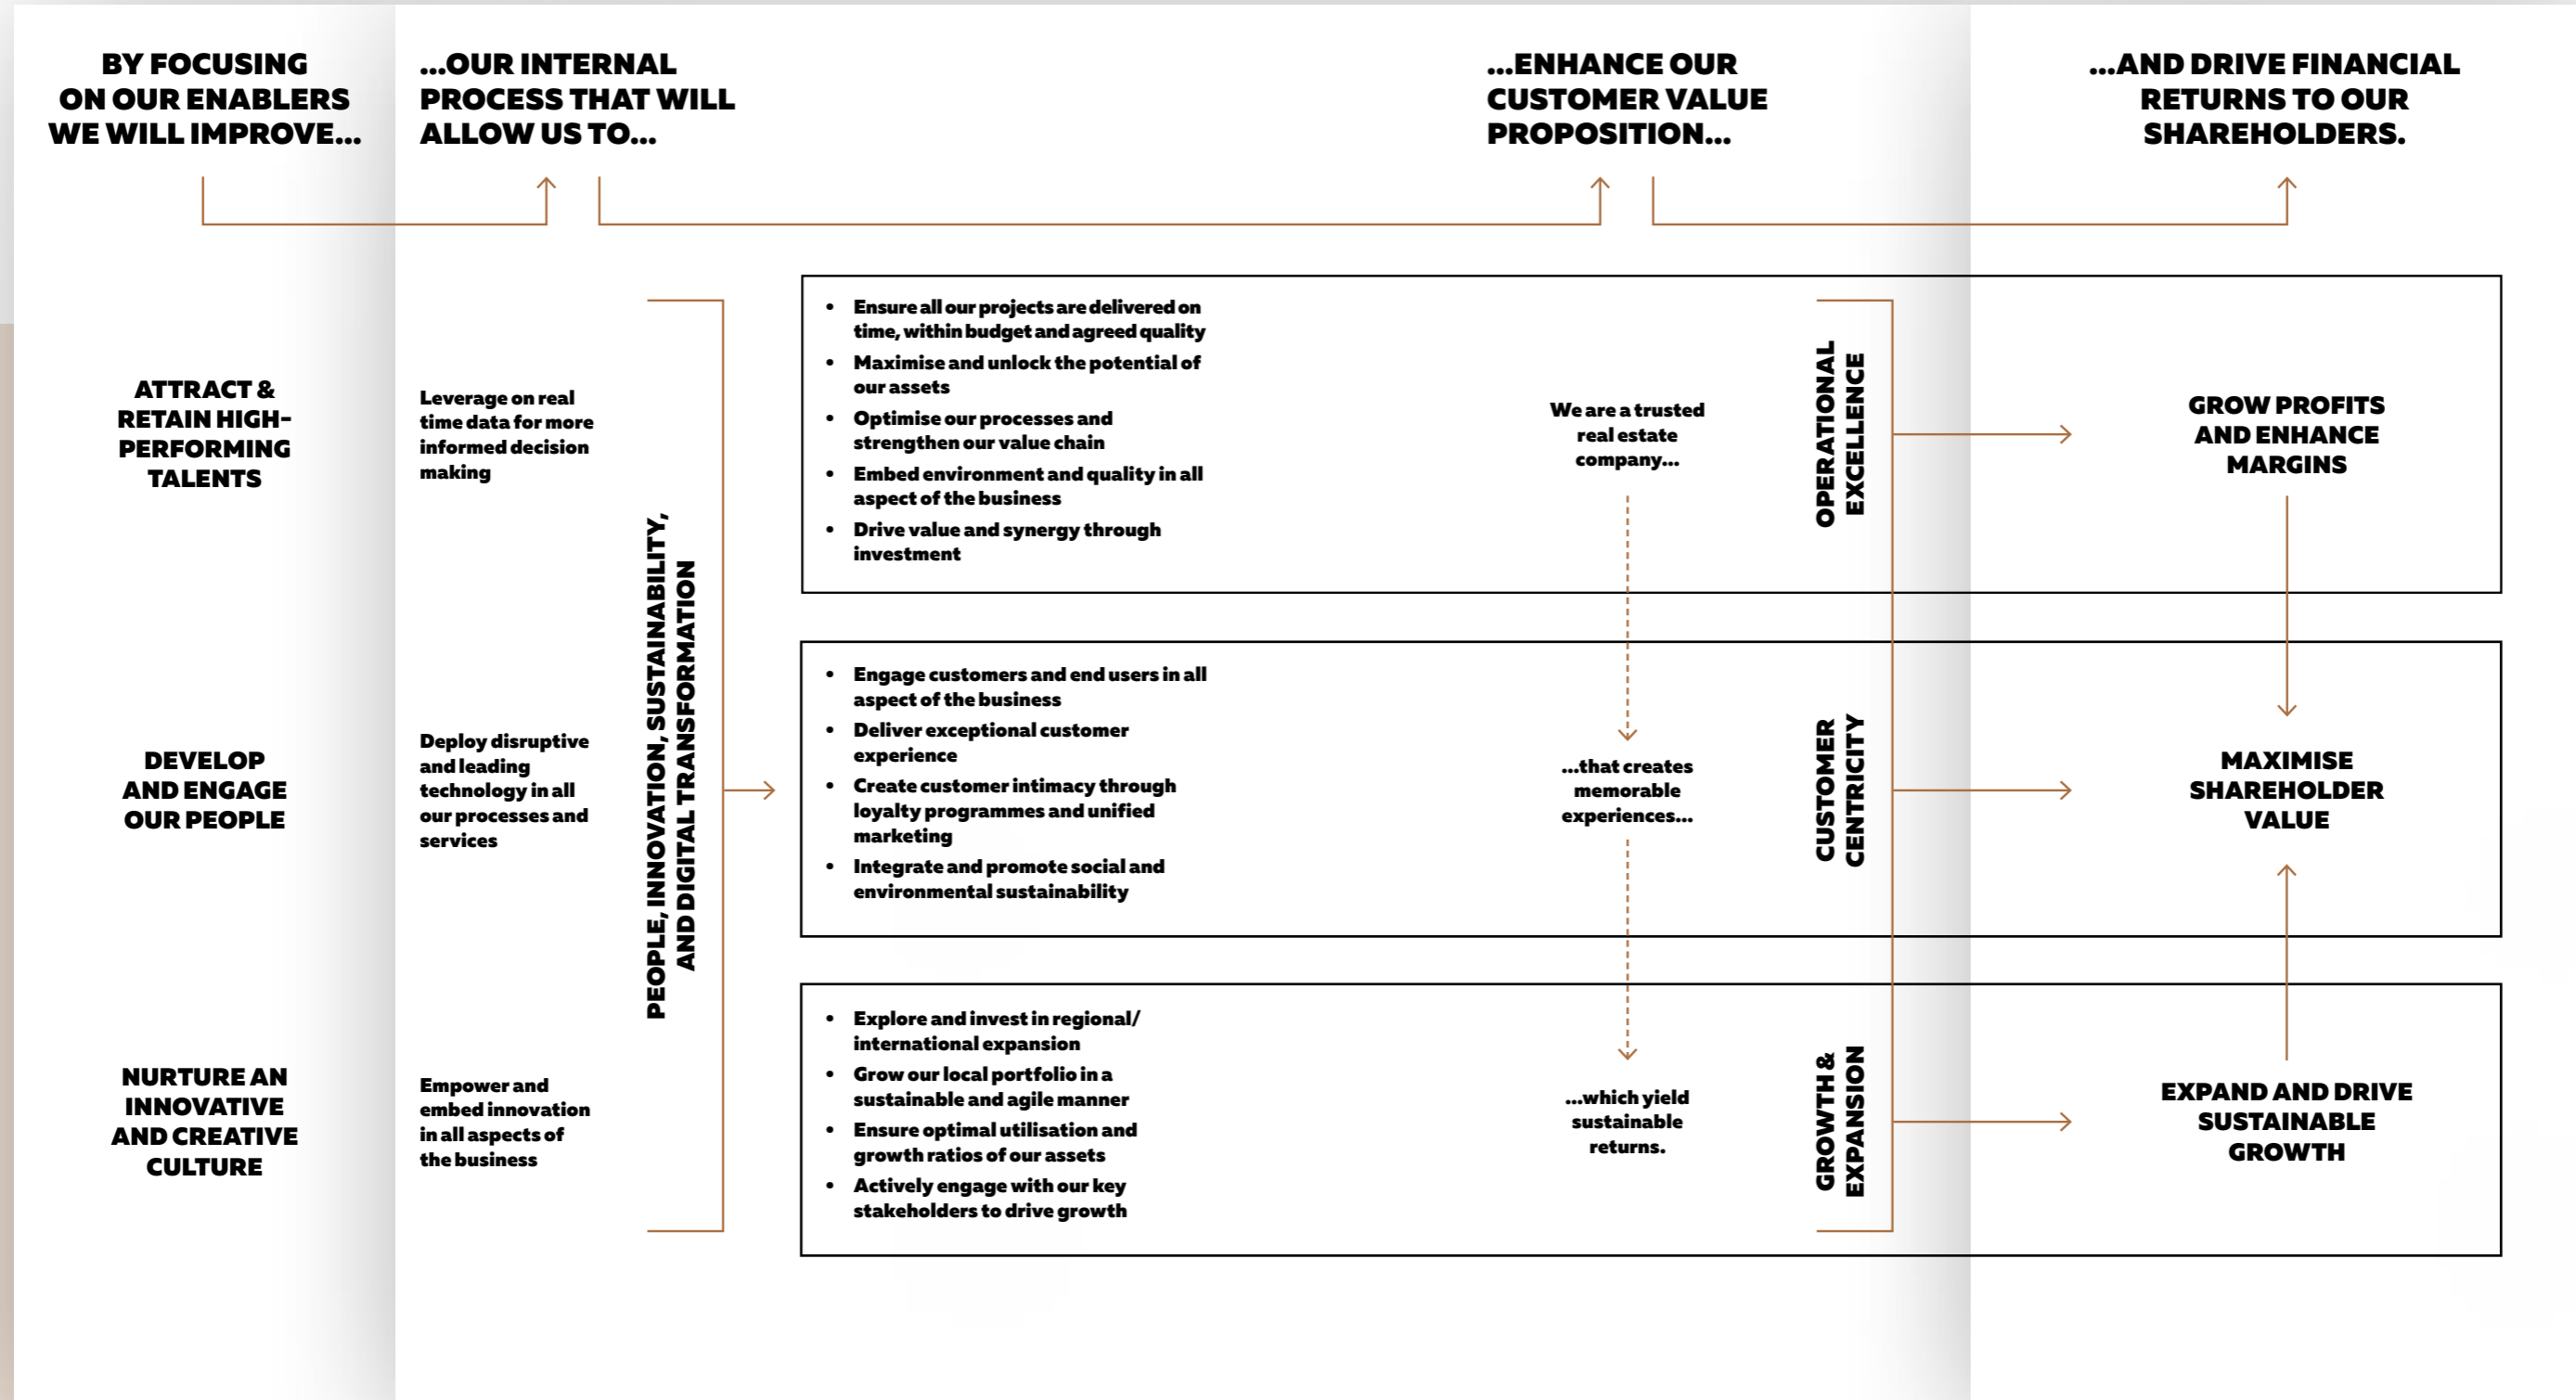 BY FOCUSING
ON OUR ENABLERS
WE WILL IMPROVE...
...OUR INTERNAL
PROCESS THAT WILL
ALLOW US TO...
...ENHANCE OUR
CUSTOMER VALUE
PROPOSITION...
...AND DRIVE FINANCIAL
RETURNS TO OUR
SHAREHOLDERS.
ATTRACT &
RETAIN HIGH-
PERFORMING
TALENTS
DEVELOP
AND ENGAGE
OUR PEOPLE
NURTURE AN
INNOVATIVE
AND CREATIVE
CULTURE
Leverage on real
time data for more
informed decision
making
Deploy disruptive
and leading
technology in all
our processes and
services
Empower and
embed innovation
in all aspects of
the business
PEOPLE, INNOVATION, SUSTAINABILITY,
AND DIGITAL TRANSFORMATION
• Ensure all our projects are delivered on
time, within budget and agreed quality
• Maximise and unlock the potential of
our assets
• Optimise our processes and
strengthen our value chain
• Embed environment and quality in all
aspect of the business
• Drive value and synergy through
investment
We are a trusted
real estate
company...
OPERATIONAL
EXCELLENCE
GROW PROFITS
AND ENHANCE
MARGINS
• Engage customers and end users in all
aspect of the business
• Deliver exceptional customer
experience
• Create customer intimacy through
loyalty programmes and unified
marketing
• Integrate and promote social and
environmental sustainability
...that creates
memorable
experiences...
CUSTOMER
CENTRICITY
MAXIMISE
SHAREHOLDER
VALUE
• Explore and invest in regional/
international expansion
• Grow our local portfolio in a
sustainable and agile manner
• Ensure optimal utilisation and
growth ratios of our assets
• Actively engage with our key
stakeholders to drive growth
...which yield
sustainable
returns.
GROWTH &
EXPANSION
EXPAND AND DRIVE
SUSTAINABLE
GROWTH